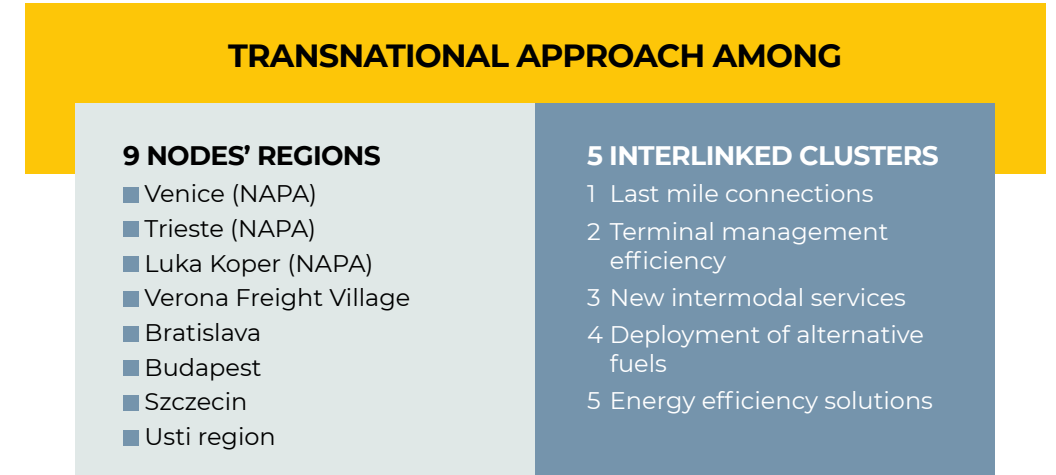 TRANSNATIONAL APPROACH AMONG
9 NODES’ REGIONS
Venice (NAPA)
Trieste (NAPA)
Luka Koper (NAPA)
Verona Freight Village
Bratislava
Budapest
Szczecin
Usti region
5 INTERLINKED CLUSTERS
1 Last mile connections
2 Terminal management
efficiency
3 New intermodal services
4 Deployment of alternative
fuels
5 Energy efficiency solutions